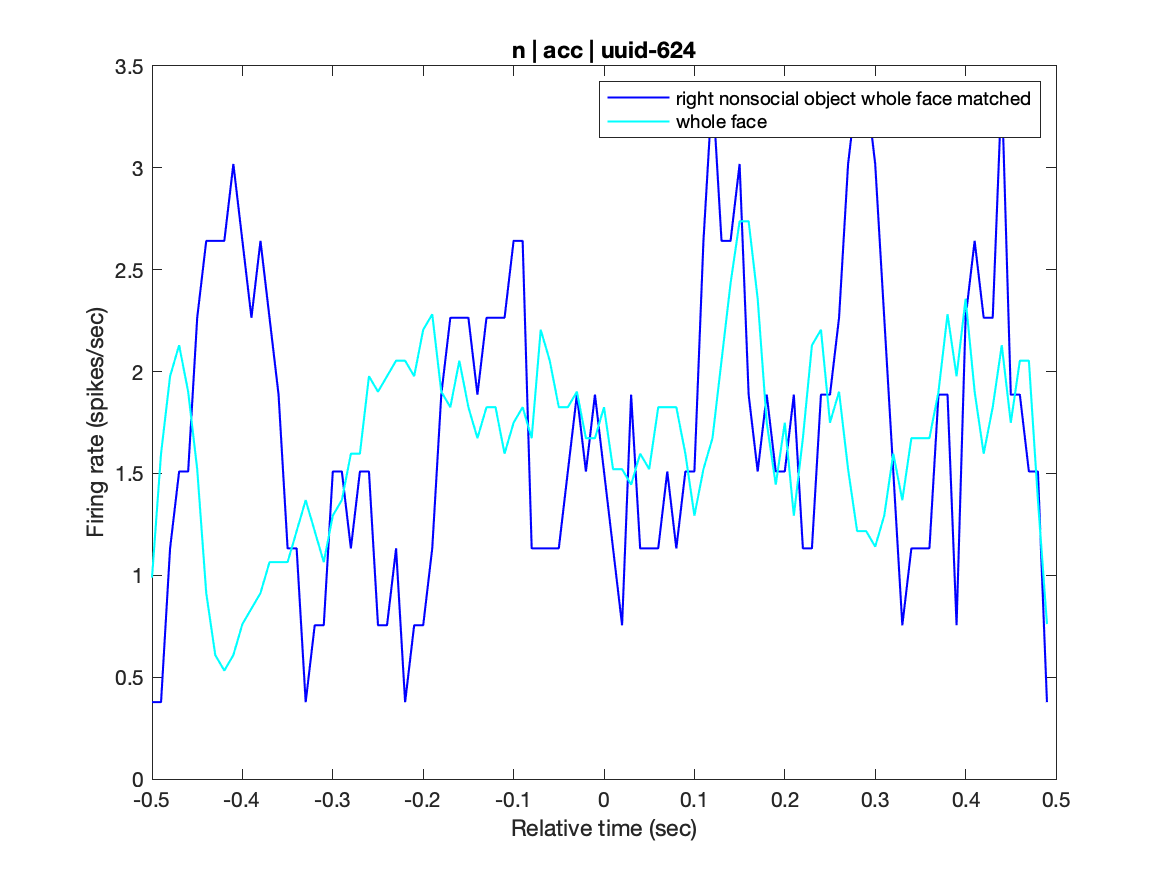 n | acc | uuid-624
right nonsocial object whole face matched
whole face
3.5
3
2.5
2
1.5
1
0.5
0
Firing rate (spikes/sec)
-0.5 -0.4 -0.3 -0.2 -0.1 0 0.1 0.2 0.3 0.4 0.5
Relative time (sec)